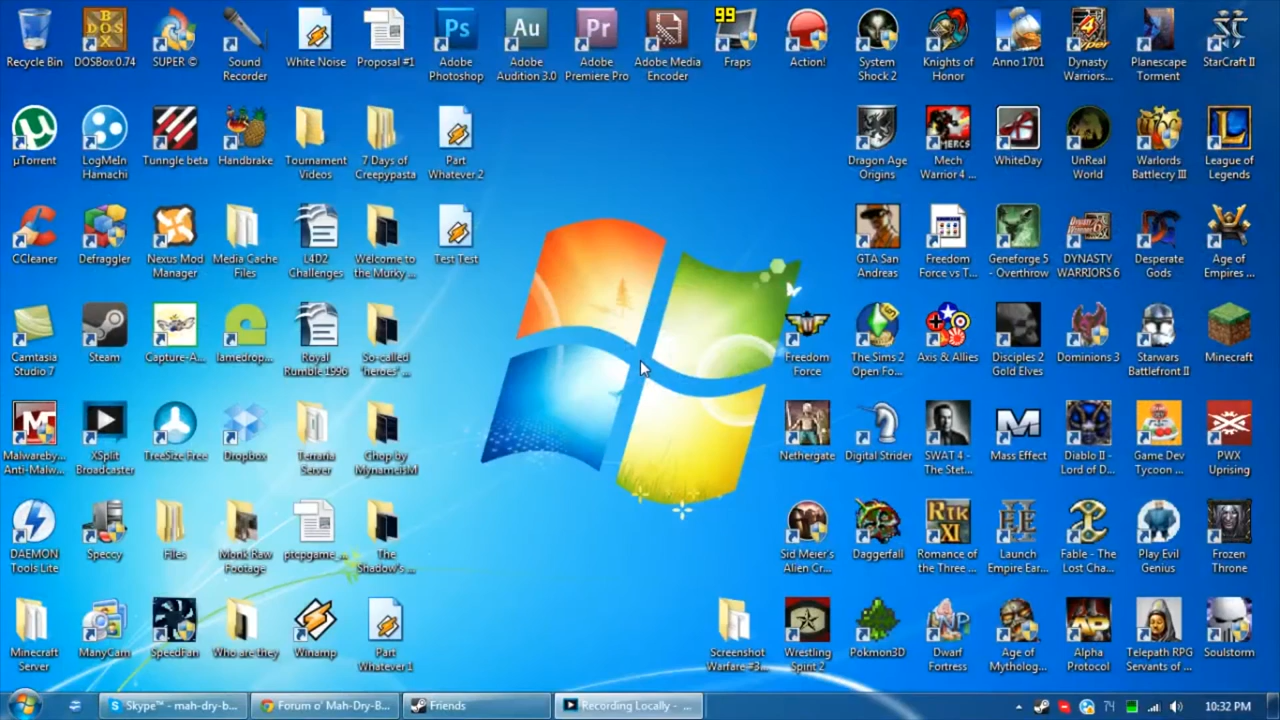 99
Recycle Bin
DOSBox 0.74
SUPER ©
Sound
Recorder
White Noise
Proposal #1
Ps
Adobe
Photoshop
Au
Adobe
Audition 3.0
Pr
Adobe
Premiere Pro
Adobe Media
Encoder
Fraps
Action!
System
Shock 2
Knights of
Honor
Anno 1701
Dynasty
Warriors...
Planescape
Torment
StarCraft II
µTorrent
LogMeIn
Hamachi
Tunngle beta
Handbrake
Tournament
Videos
7 Days of
Creepypasta
Part
Whatever 2
Dragon Age
Origins
Mech
Warrior 4 ...
WhiteDay
UnReal
World
Warlords
Battlecry III
League of
Legends
CCleaner
Defraggler
Nexus Mod
Manager
Media Cache
Files
L4D2
Challenges
Welcome to
the Murky ...
Test Test
GTA San
Andreas
Freedom
Force vs T...
Geneforge 5
- Overthrow
DYNASTY
WARRIORS 6
Desperate
Gods
Age of
Empires ...
Camtasia
Studio 7
Steam
Capture-A...
lamedrop...
Royal
Rumble 1996
So-called
'heroes' ...
Freedom
Force
The Sims 2
Open Fo...
Axis & Allies
Disciples 2
Gold Elves
Dominions 3
Starwars
Battlefront II
Minecraft
Malwareby...
Anti-Malw...
XSplit
Broadcaster
TreeSize Free
Dropbox
Terraria
Server
Chop by
MynameisM
Nethergate
Digital Strider
SWAT 4 -
The Stet...
Mass Effect
Diablo II -
Lord of D...
Game Dev
Tycoon ...
PWX
Uprising
DAEMON
Tools Lite
Speccy
Files
Monk Raw
Footage
ptcpgame_...
The
Shadow's ...
Sid Meier's
Alien Cr...
Daggerfall
RTK
XI
Romance of
the Three ...
Launch
Empire Ear...
Fable - The
Lost Cha...
Play Evil
Genius
Frozen
Throne
Minecraft
Server
ManyCam
SpeedFan
Who are they
Winamp
Part
Whatever 1
Screenshot
Warfare #3...
Wrestling
Spirit 2
Pokmon3D
Dwarf
Fortress
Age of
Mytholog...
AP
Alpha
Protocol
Telepath RPG
Servants of ...
Soulstorm
Skype™ - mah-dry-b...
Forum o' Mah-Dry-B...
Friends
Recording Locally - ...
74
10:32 PM